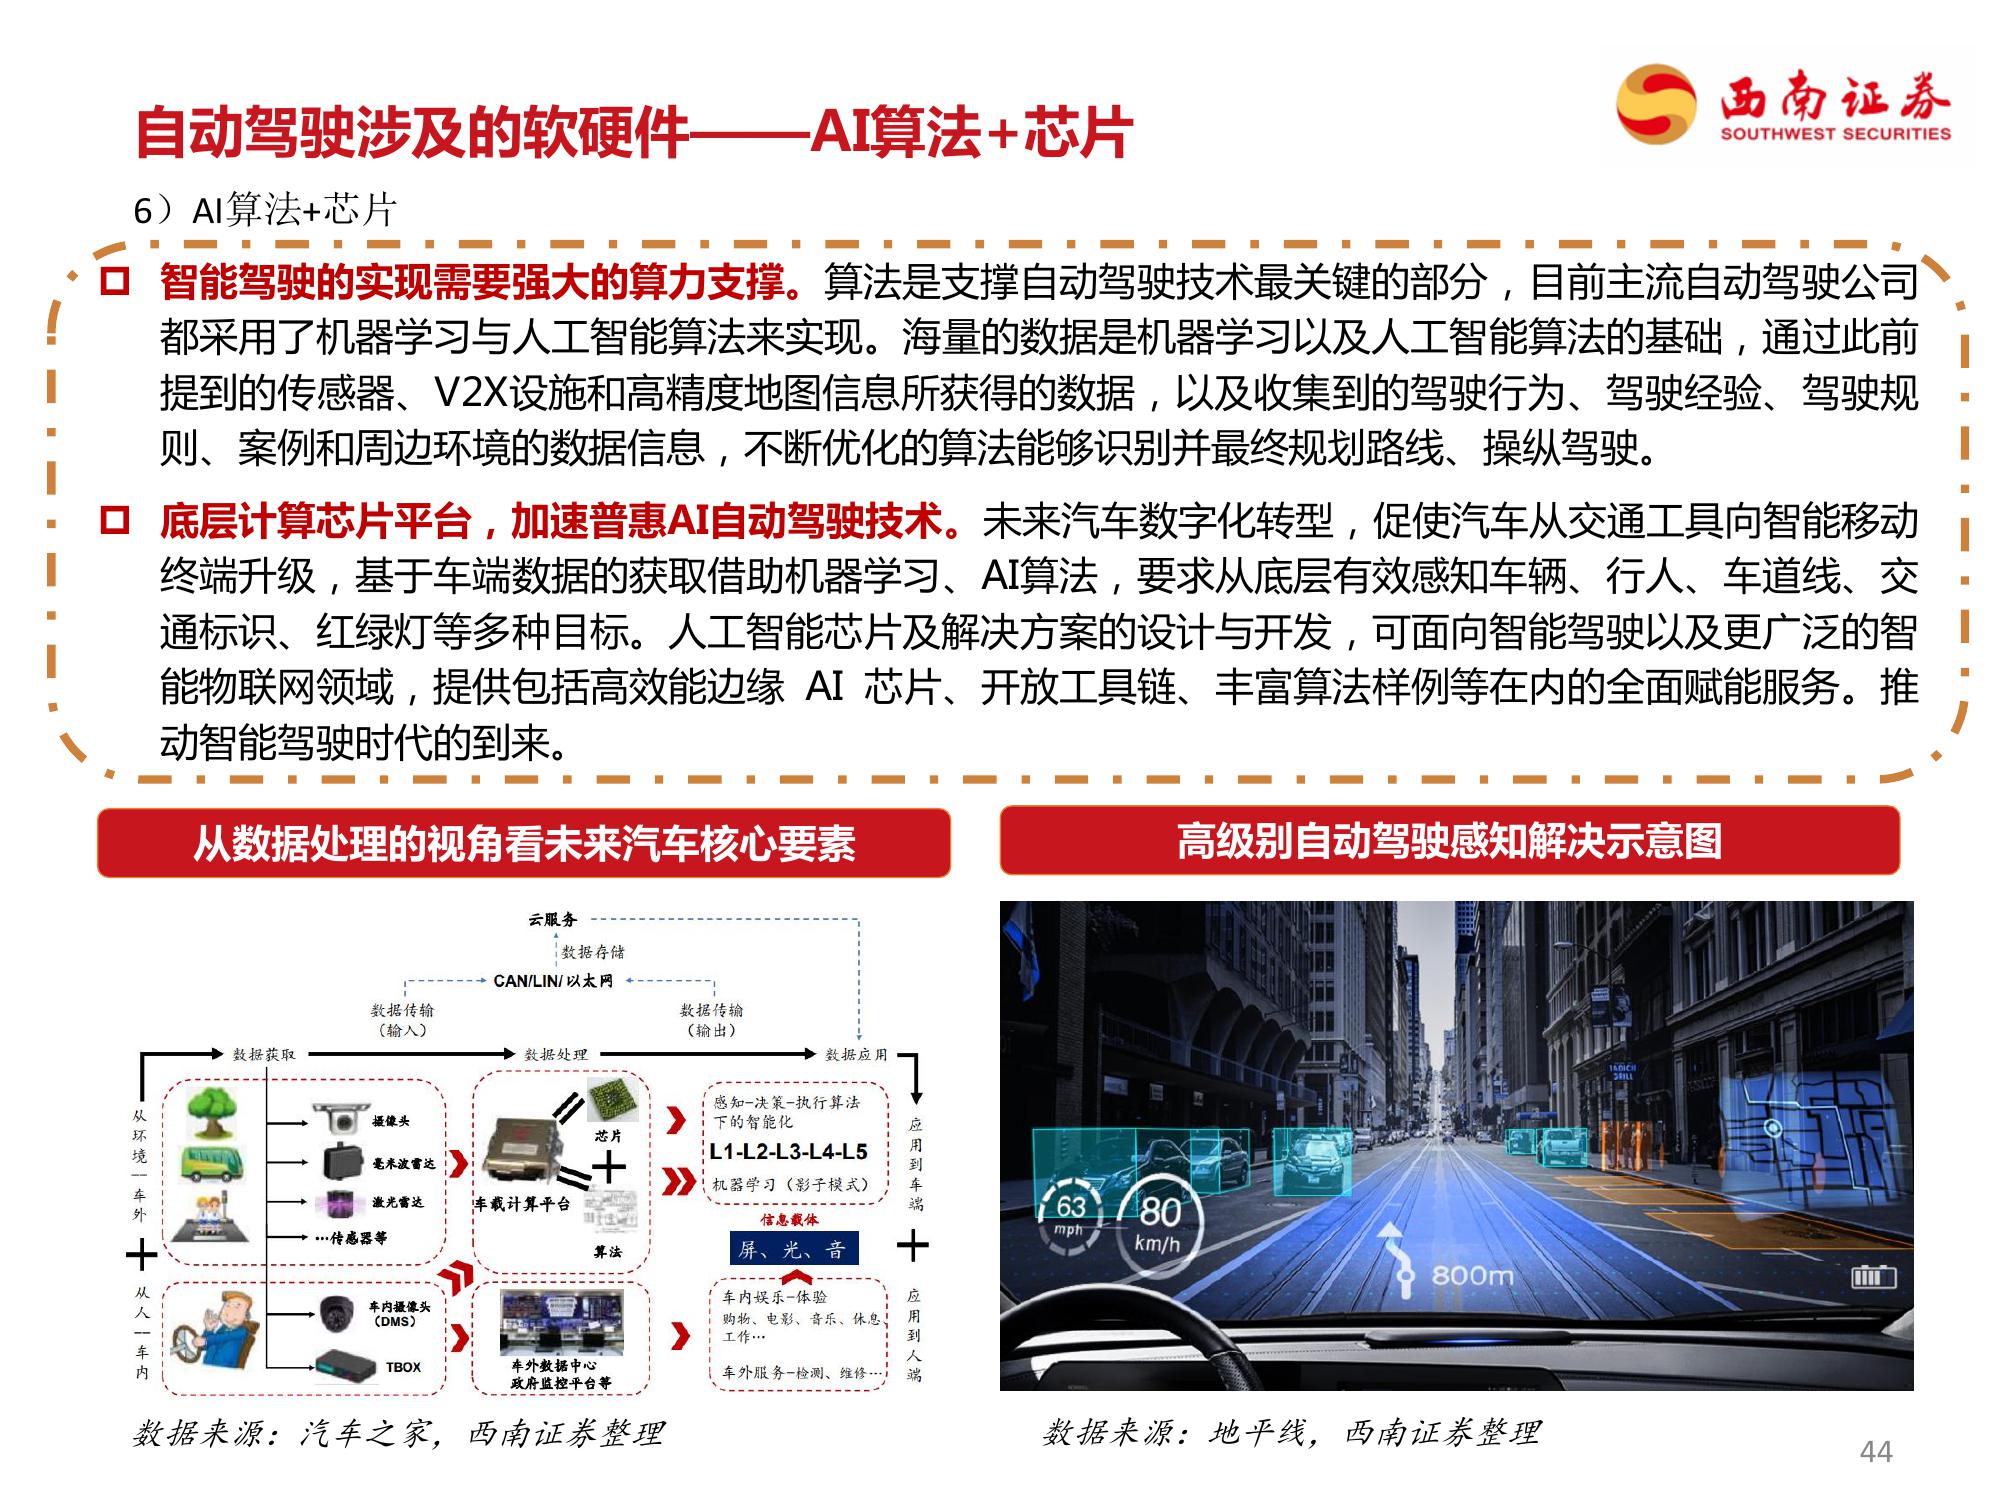 西南证券
SOUTHWEST SECURITIES
自动驾驶涉及的软硬件——AI算法+芯片
6）AI算法+芯片
智能驾驶的实现需要强大的算力支撑。算法是支撑自动驾驶技术最关键的部分，目前主流自动驾驶公司
都采用了机器学习与人工智能算法来实现。海量的数据是机器学习以及人工智能算法的基础，通过此前
提到的传感器、V2X设施和高精度地图信息所获得的数据，以及收集到的驾驶行为、驾驶经验、驾驶规
则、案例和周边环境的数据信息，不断优化的算法能够识别并最终规划路线、操纵驾驶。
底层计算芯片平台，加速普惠AI自动驾驶技术。未来汽车数字化转型，促使汽车从交通工具向智能移动
终端升级，基于车端数据的获取借助机器学习、AI算法，要求从底层有效感知车辆、行人、车道线、交
通标识、红绿灯等多种目标。人工智能芯片及解决方案的设计与开发，可面向智能驾驶以及更广泛的智
能物联网领域，提供包括高效能边缘 AI 芯片、开放工具链、丰富算法样例等在内的全面赋能服务。推
动智能驾驶时代的到来。
从数据处理的视角看未来汽车核心要素
云服务
数据存储
CAN/LIN/以太网
数据传输
（输入）
数据传输
（输出）
数据获取
数据处理
数据应用
从环境—车外
+
从人—车内
摄像头
毫米波雷达
激光雷达
…传感器等
车内摄像头
（DMS）
TBOX
芯片
+
车载计算平台
算法
车外数据中心
政府监控平台等
感知-决策-执行算法
下的智能化
L1-L2-L3-L4-L5
机器学习（影子模式）
信息载体
屏、光、音
车内娱乐-体验
购物、电影、音乐、休息、
工作…
车外服务-检测、维修…
应用到车端
+
应用到人端
数据来源：汽车之家，西南证券整理
高级别自动驾驶感知解决示意图
63
mph
80
km/h
800m
数据来源：地平线，西南证券整理
44